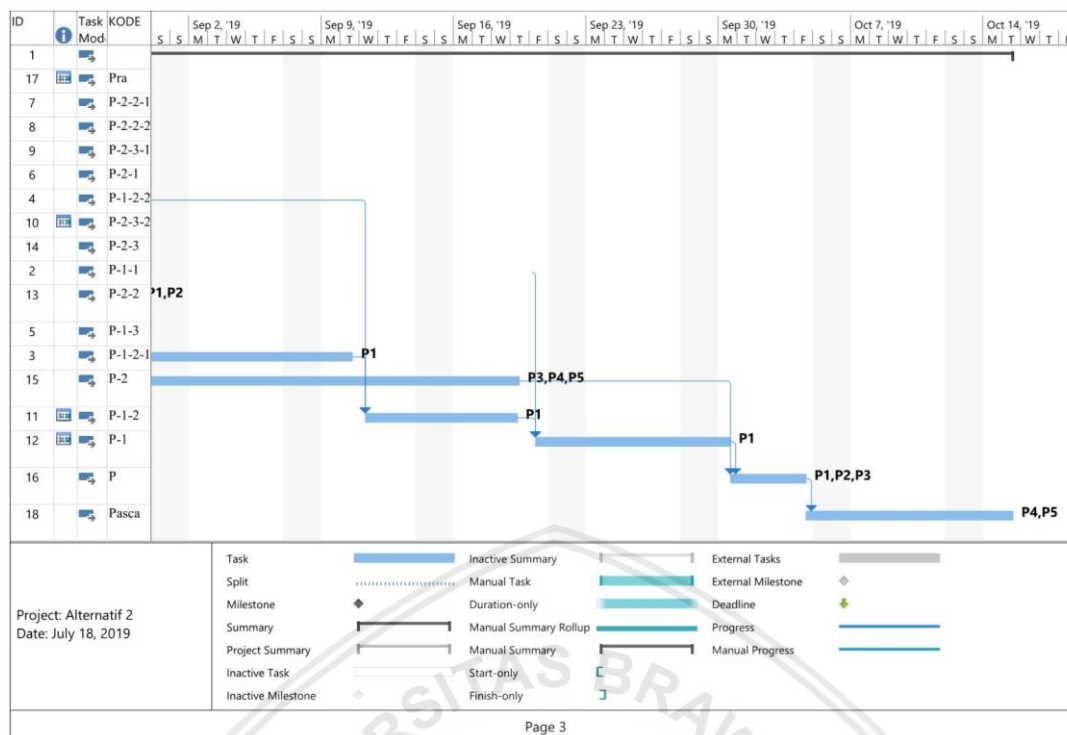 ID Task Mode KODE Sep 2, '19 Sep 9, '19 Sep 16, '19 Sep 23, '19 Sep 30, '19 Oct 7, '19 Oct 14, '19
S S M T W T F S S M T W T F S S M T W T F S S M T W T F S S M T W T F S S M T W T F S S M T W T F
1
17 Pra
7 P-2-2-1
8 P-2-2-2
9 P-2-3-1
6 P-2-1
4 P-1-2-2
10 P-2-3-2
14 P-2-3
2 P-1-1
13 P-2-2 P1,P2
5 P-1-3
3 P-1-2-1 P1
15 P-2 P3,P4,P5
11 P-1-2 P1
12 P-1 P1
16 P P1,P2,P3
18 Pasca P4,P5
Project: Alternatif 2
Date: July 18, 2019
Task
Split
Milestone
Summary
Project Summary
Inactive Task
Inactive Milestone
Inactive Summary
Manual Task
Duration-only
Manual Summary Rollup
Manual Summary
Start-only
Finish-only
External Tasks
External Milestone
Deadline
Progress
Manual Progress
Page 3